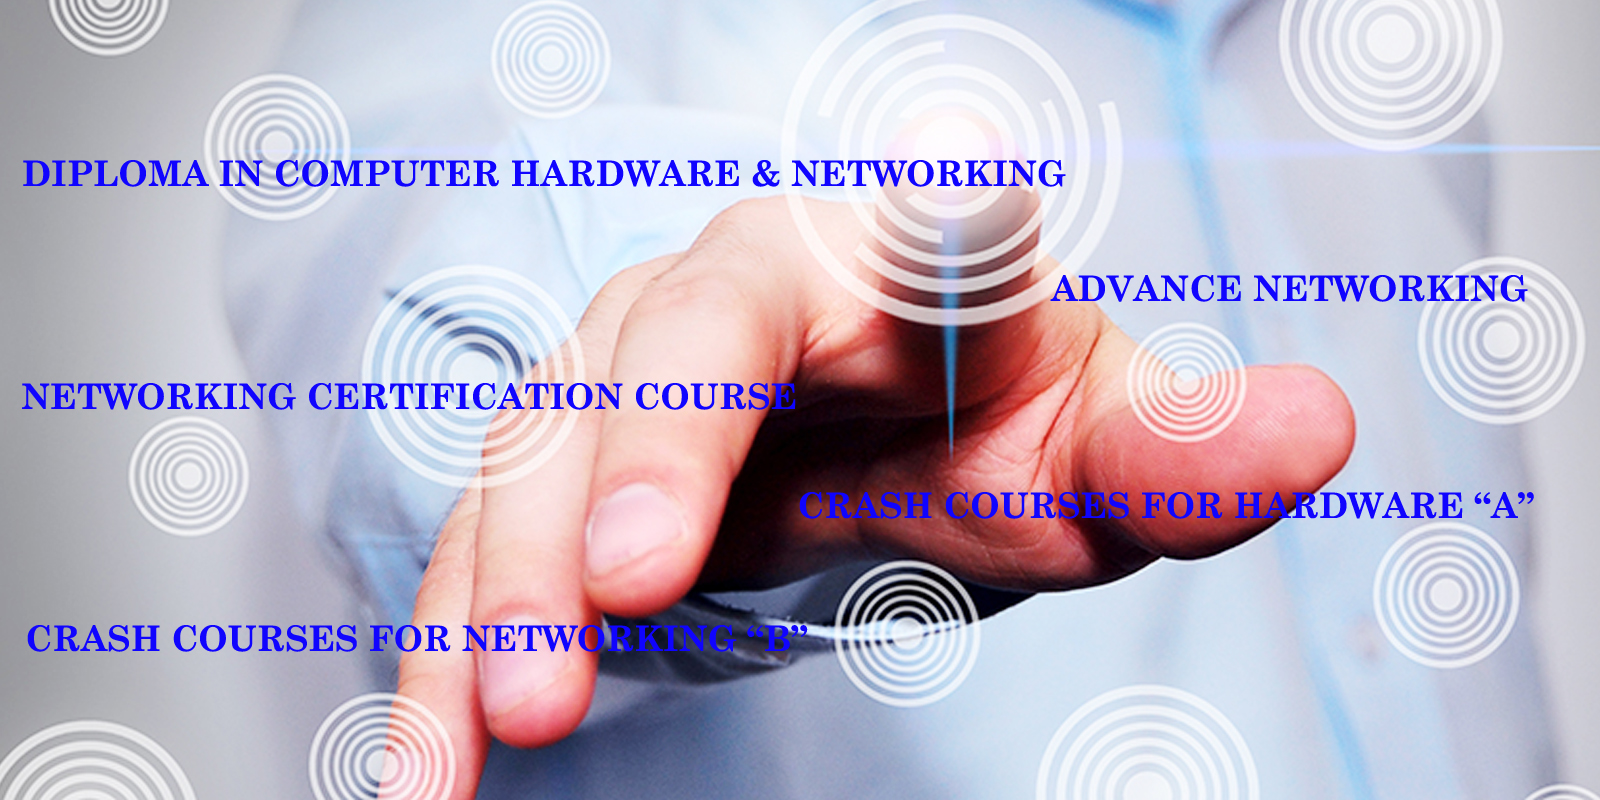 DIPLOMA IN COMPUTER HARDWARE & NETWORKING
ADVANCE NETWORKING
NETWORKING CERTIFICATION COURSE
CRASH COURSES FOR HARDWARE “A”
CRASH COURSES FOR NETWORKING “B”